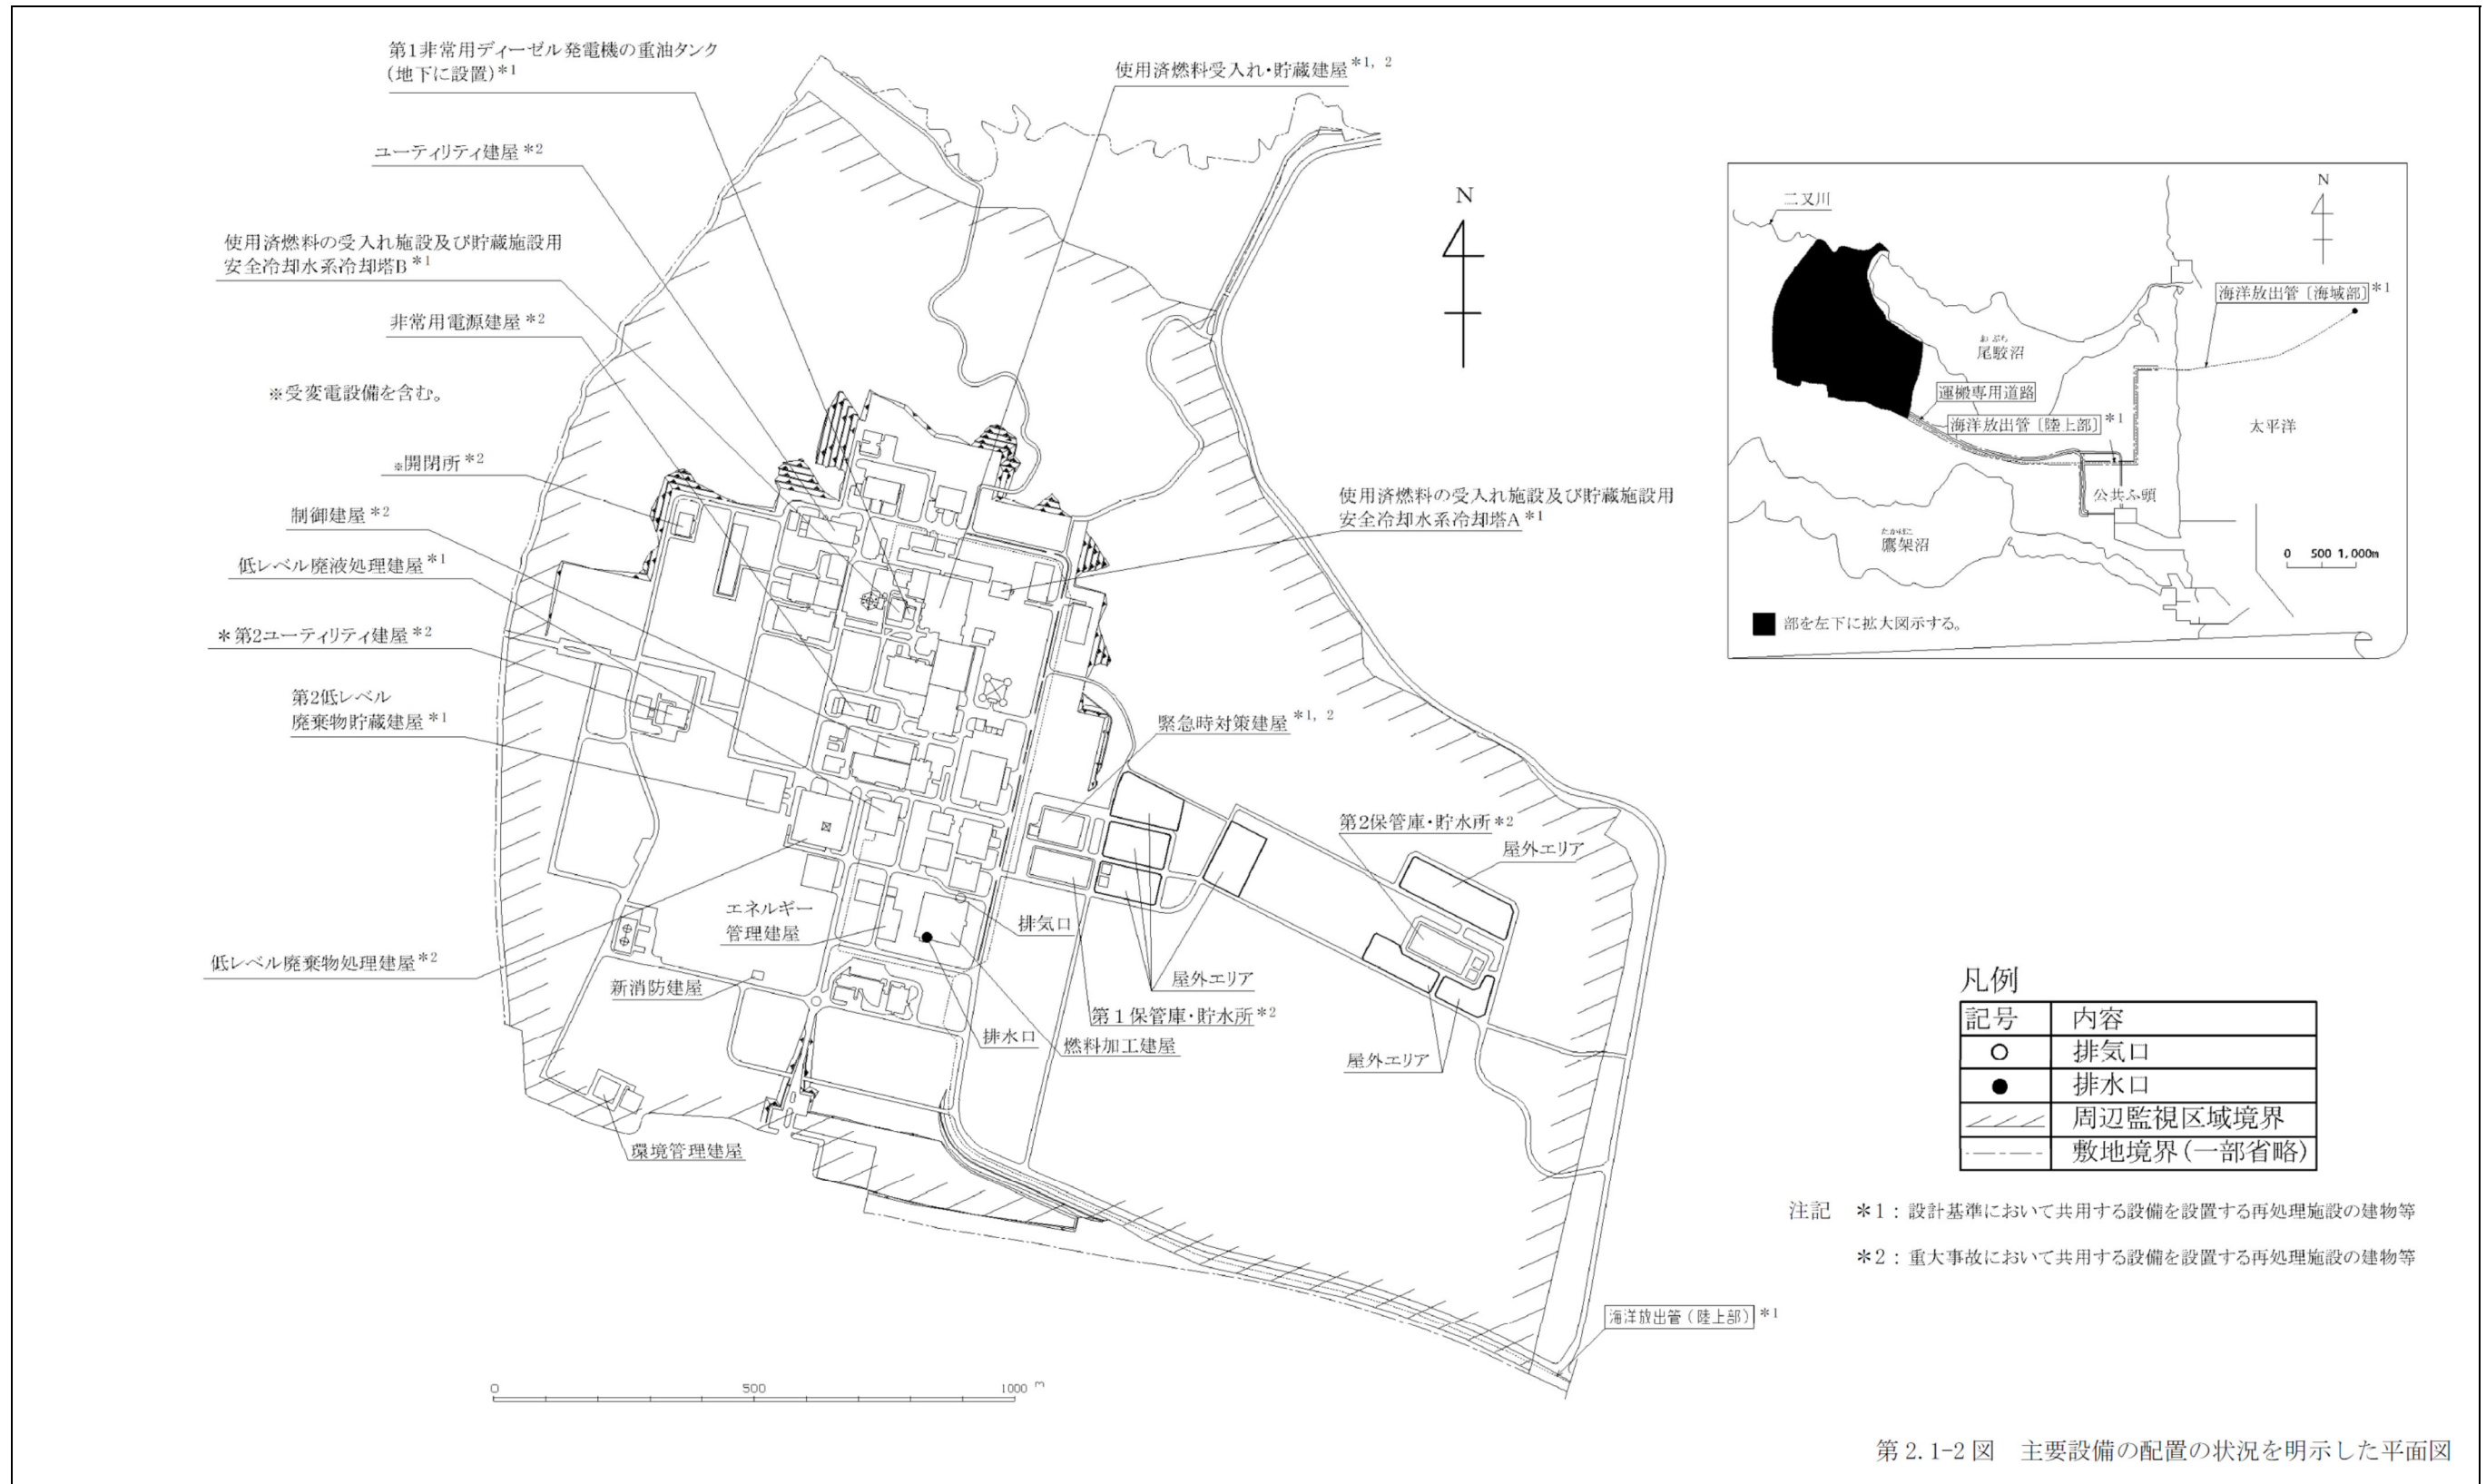 第1非常用ディーゼル発電機の重油タンク
(地下に設置)*1
使用済燃料受入れ・貯蔵建屋*1, 2
ユーティリティ建屋*2
使用済燃料の受入れ施設及び貯蔵施設用
安全冷却水系冷却塔B*1
非常用電源建屋*2
※受変電設備を含む。
※開閉所*2
制御建屋*2
低レベル廃液処理建屋*1
*第2ユーティリティ建屋*2
第2低レベル
廃棄物貯蔵建屋*1
低レベル廃棄物処理建屋*2
N
使用済燃料の受入れ施設及び貯蔵施設用
安全冷却水系冷却塔A*1
緊急時対策建屋*1, 2
第2保管庫・貯水所*2
屋外エリア
エネルギー
管理建屋
排気口
屋外エリア
新消防建屋
第1保管庫・貯水所*2
排水口
燃料加工建屋
屋外エリア
環境管理建屋
海洋放出管(陸上部)*1
0 500 1000 m
二又川
N
海洋放出管〔海域部〕*1
おぶち
尾駮沼
運搬専用道路
海洋放出管〔陸上部〕*1
太平洋
公共ふ頭
たかほこ
鷹架沼
0 500 1,000m
部を左下に拡大図示する。
凡例
記号 内容
排気口
排水口
周辺監視区域境界
敷地境界(一部省略)
注記 *1:設計基準において共用する設備を設置する再処理施設の建物等
*2:重大事故において共用する設備を設置する再処理施設の建物等
第2.1-2図 主要設備の配置の状況を明示した平面図